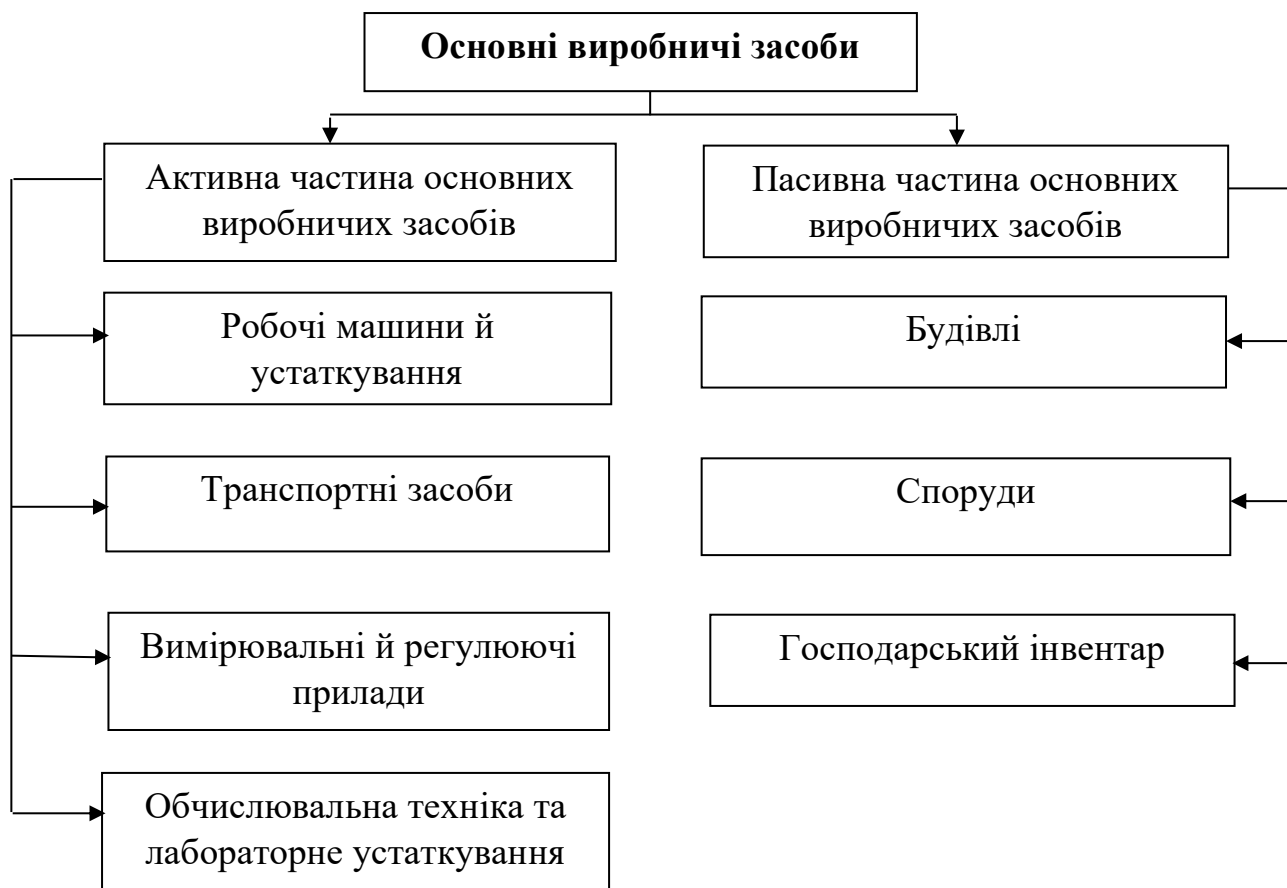 Основні виробничі засоби
Активна частина основних
виробничих засобів
Пасивна частина основних
виробничих засобів
Робочі машини й
устаткування
Будівлі
Транспортні засоби
Споруди
Вимірювальні й регулюючі
прилади
Господарський інвентар
Обчислювальна техніка та
лабораторне устаткування